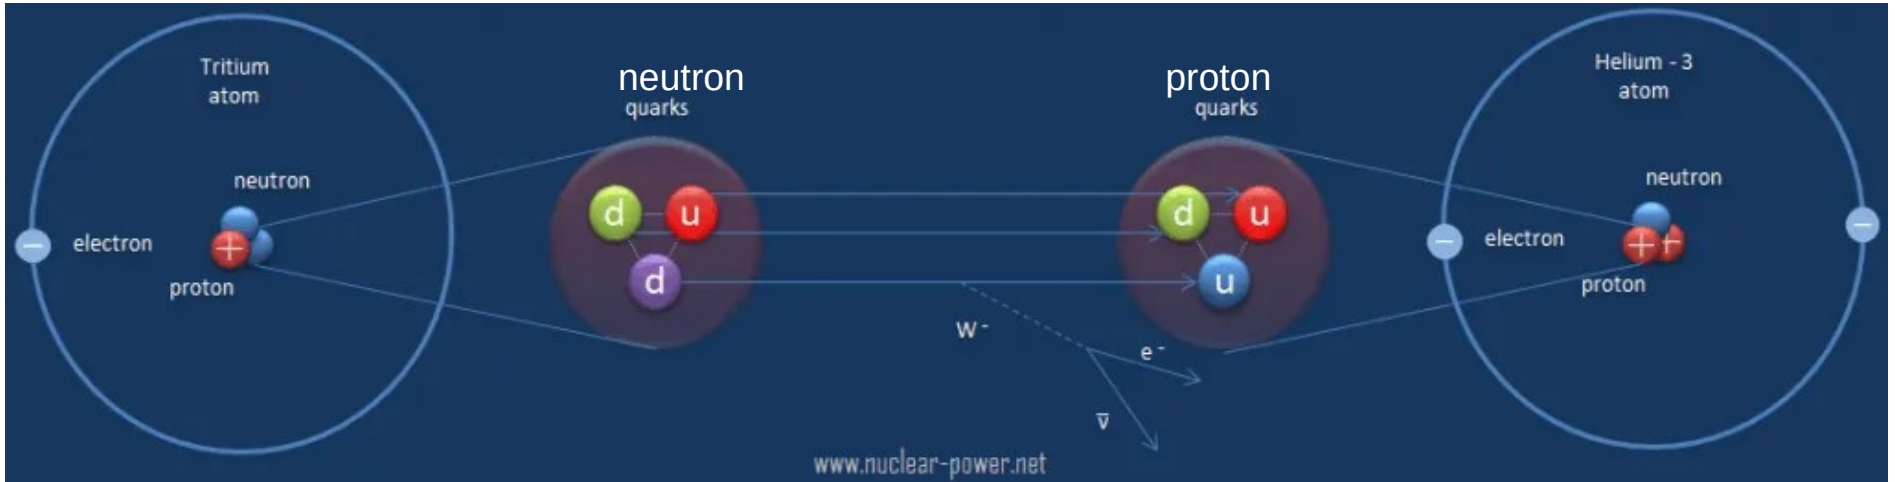 Tritium
atom
neutron
electron
proton
−
+
neutron
quarks
d
u
d
W -
e -
v̅
proton
quarks
d
u
u
Helium - 3
atom
neutron
electron
proton
−
+
+
−
www.nuclear-power.net